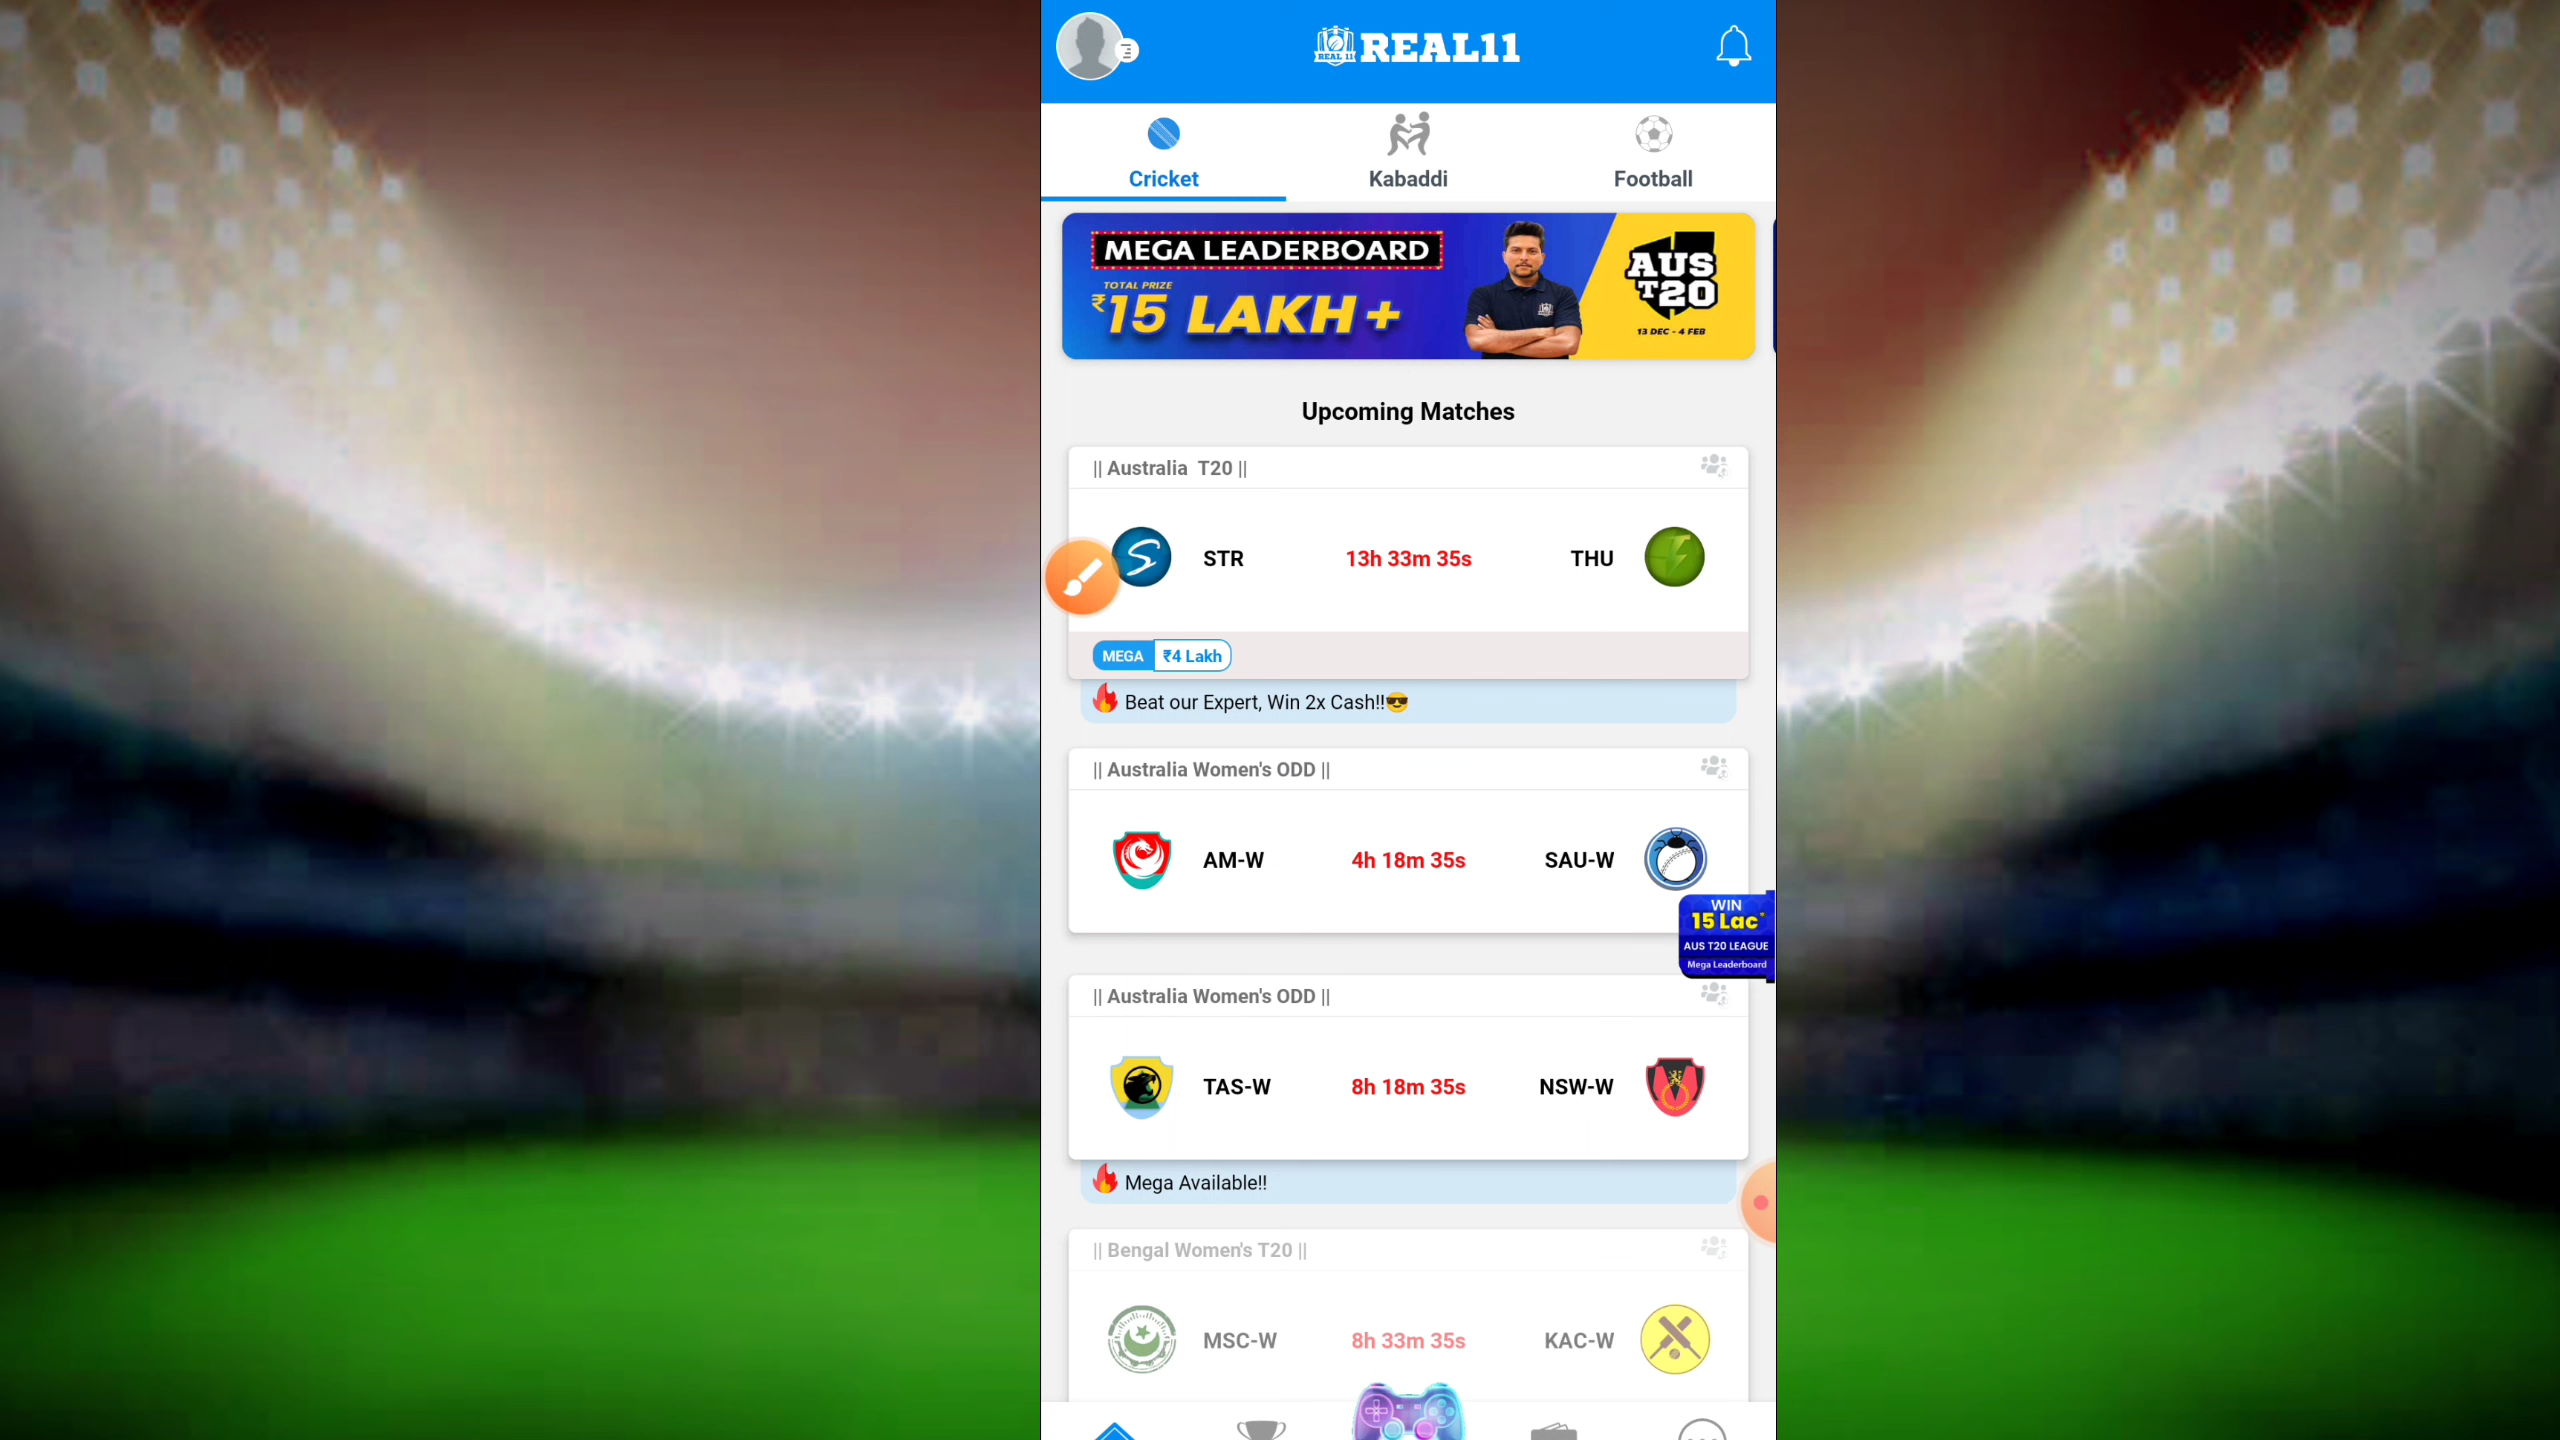 REAL 11 REAL11
Cricket Kabaddi Football
MEGA LEADERBOARD
TOTAL PRIZE
₹15 LAKH+
AUS
T20
13 DEC - 4 FEB
Upcoming Matches
|| Australia  T20 ||
STR 13h 33m 35s THU
MEGA ₹4 Lakh
🔥 Beat our Expert, Win 2x Cash!!😎
|| Australia Women's ODD ||
AM-W 4h 18m 35s SAU-W
WIN
15 Lac*
AUS T20 LEAGUE
Mega Leaderboard
|| Australia Women's ODD ||
TAS-W 8h 18m 35s NSW-W
🔥 Mega Available!!
|| Bengal Women's T20 ||
MSC-W 8h 33m 35s KAC-W